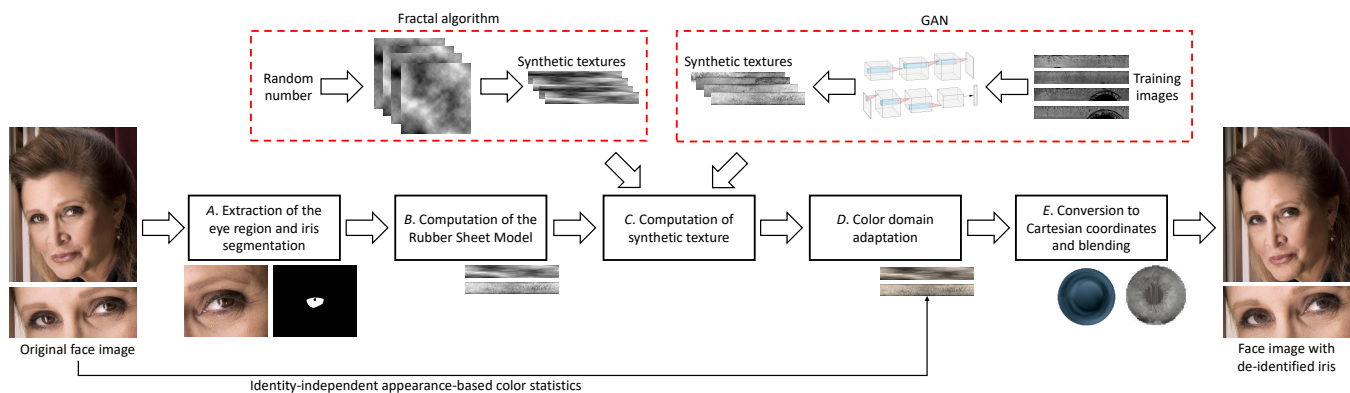 Fractal algorithm
GAN
Random
number
Synthetic textures
Synthetic textures
Training
images
A. Extraction of the
eye region and iris
segmentation
B. Computation of the
Rubber Sheet Model
C. Computation of
synthetic texture
D. Color domain
adaptation
E. Conversion to
Cartesian coordinates
and blending
Original face image
Face image with
de-identified iris
Identity-independent appearance-based color statistics